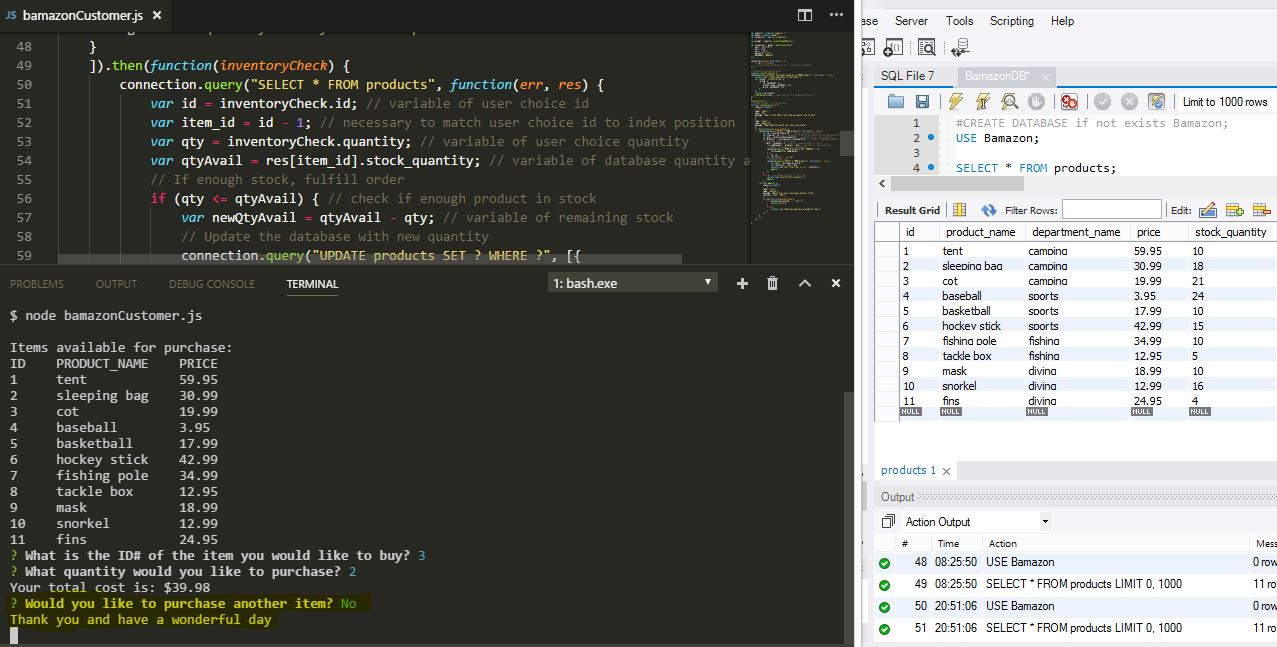 JS bamazonCustomer.js ×
48 }
49 ]).then(function(inventoryCheck) {
50 connection.query("SELECT * FROM products", function(err, res) {
51 var id = inventoryCheck.id; // variable of user choice id
52 var item_id = id - 1; // necessary to match user choice id to index position
53 var qty = inventoryCheck.quantity; // variable of user choice quantity
54 var qtyAvail = res[item_id].stock_quantity; // variable of database quantity a
55 // If enough stock, fulfill order
56 if (qty <= qtyAvail) { // check if enough product in stock
57 var newQtyAvail = qtyAvail - qty; // variable of remaining stock
58 // Update the database with new quantity
59 connection.query("UPDATE products SET ? WHERE ?", [{
PROBLEMS OUTPUT DEBUG CONSOLE TERMINAL 1: bash.exe
$ node bamazonCustomer.js
Items available for purchase:
ID PRODUCT_NAME PRICE
1 tent 59.95
2 sleeping bag 30.99
3 cot 19.99
4 baseball 3.95
5 basketball 17.99
6 hockey stick 42.99
7 fishing pole 34.99
8 tackle box 12.95
9 mask 18.99
10 snorkel 12.99
11 fins 24.95
? What is the ID# of the item you would like to buy? 3
? What quantity would you like to purchase? 2
Your total cost is: $39.98
? Would you like to purchase another item? No
Thank you and have a wonderful day
ase Server Tools Scripting Help
SQL File 7 BamazonDB* ×
Limit to 1000 rows
1 #CREATE DATABASE if not exists Bamazon;
2 USE Bamazon;
3
4 SELECT * FROM products;
Result Grid Filter Rows: Edit:
id product_name department_name price stock_quantity
1 tent camping 59.95 10
2 sleeping bag camping 30.99 18
3 cot camping 19.99 21
4 baseball sports 3.95 24
5 basketball sports 17.99 10
6 hockey stick sports 42.99 15
7 fishing pole fishing 34.99 10
8 tackle box fishing 12.95 5
9 mask diving 18.99 10
10 snorkel diving 12.99 16
11 fins diving 24.95 4
NULL NULL NULL NULL NULL
products 1 ×
Output
Action Output
# Time Action Mess
48 08:25:50 USE Bamazon 0 row
49 08:25:50 SELECT * FROM products LIMIT 0, 1000 11 ro
50 20:51:06 USE Bamazon 0 row
51 20:51:06 SELECT * FROM products LIMIT 0, 1000 11 ro